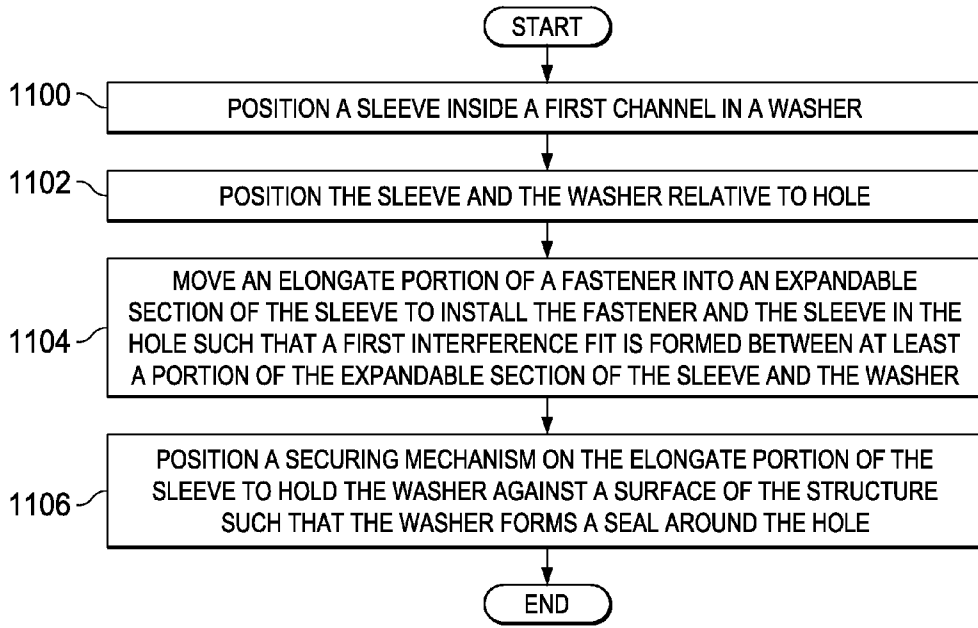 START
1100
POSITION A SLEEVE INSIDE A FIRST CHANNEL IN A WASHER
1102
POSITION THE SLEEVE AND THE WASHER RELATIVE TO HOLE
1104
MOVE AN ELONGATE PORTION OF A FASTENER INTO AN EXPANDABLE
SECTION OF THE SLEEVE TO INSTALL THE FASTENER AND THE SLEEVE IN THE
HOLE SUCH THAT A FIRST INTERFERENCE FIT IS FORMED BETWEEN AT LEAST
A PORTION OF THE EXPANDABLE SECTION OF THE SLEEVE AND THE WASHER
1106
POSITION A SECURING MECHANISM ON THE ELONGATE PORTION OF THE
SLEEVE TO HOLD THE WASHER AGAINST A SURFACE OF THE STRUCTURE
SUCH THAT THE WASHER FORMS A SEAL AROUND THE HOLE
END